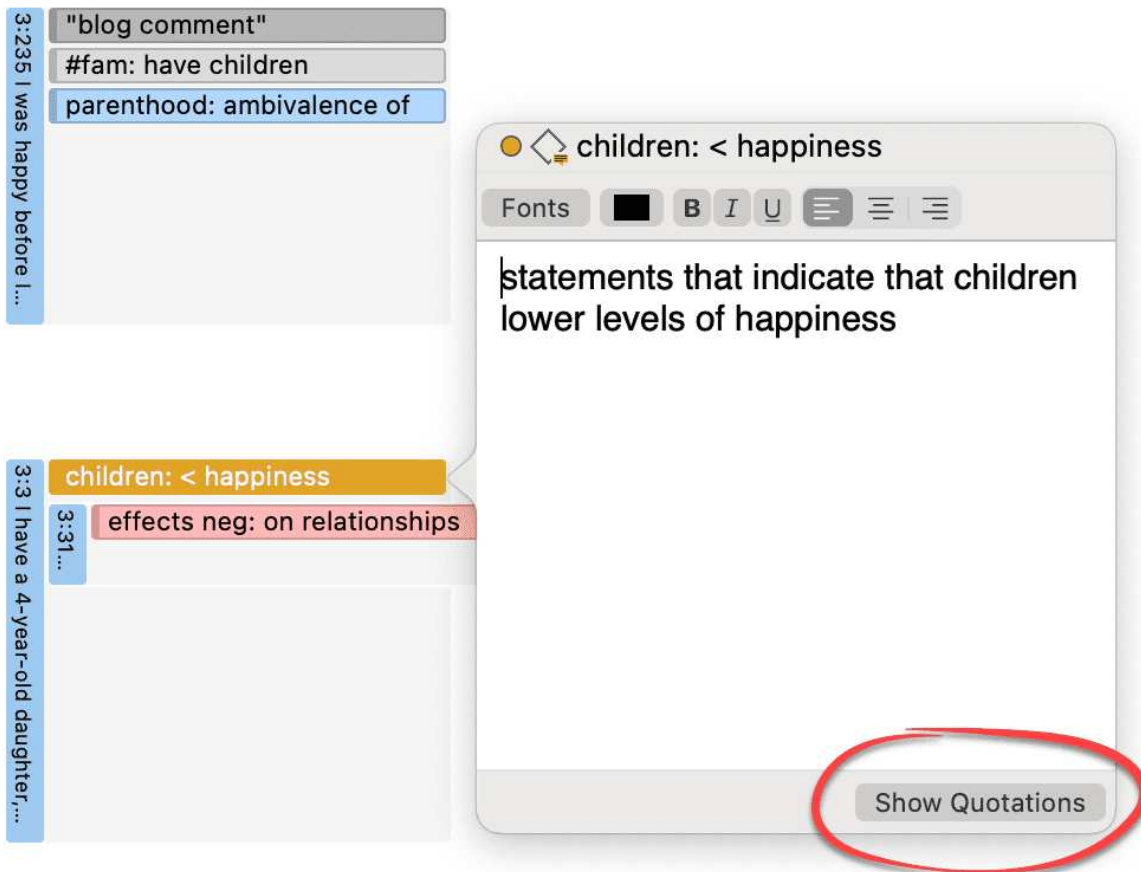 3:235 I was happy before I...
"blog comment"
#fam: have children
parenthood: ambivalence of
children: < happiness
Fonts B I U
statements that indicate that children
lower levels of happiness
3:3 I have a 4-year-old daughter,...
children: < happiness
3:31...
effects neg: on relationships
Show Quotations